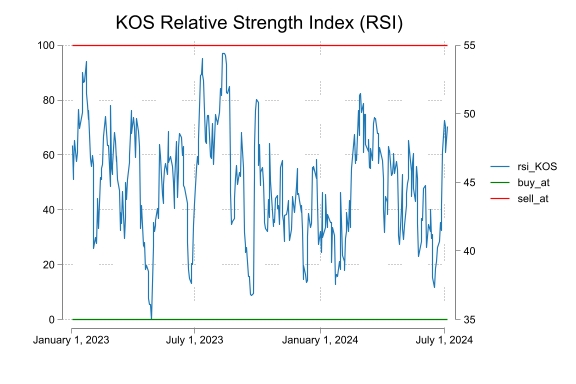 KOS Relative Strength Index (RSI)
100
80
60
40
20
0
55
50
45
40
35
rsi_KOS
buy_at
sell_at
January 1, 2023
July 1, 2023
January 1, 2024
July 1, 2024